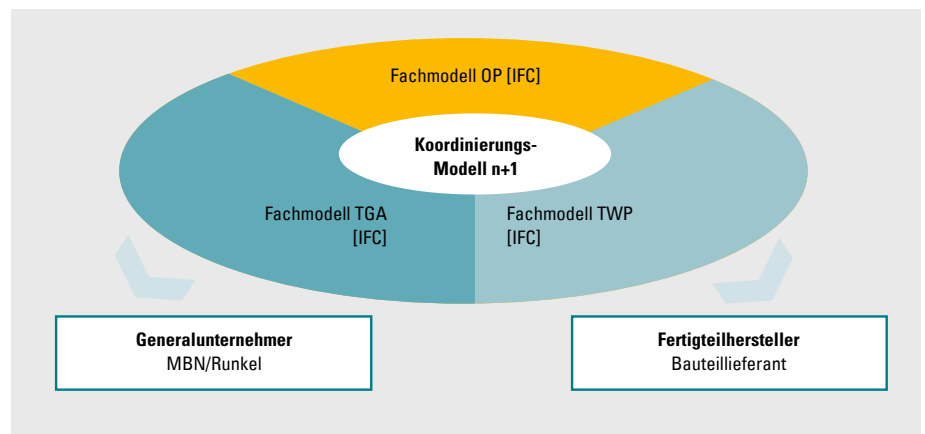 Fachmodell OP [IFC]
Koordinierungs-
Modell n+1
Fachmodell TGA
[IFC]
Fachmodell TWP
[IFC]
Generalunternehmer
MBN/Runkel
Fertigteilhersteller
Bauteillieferant